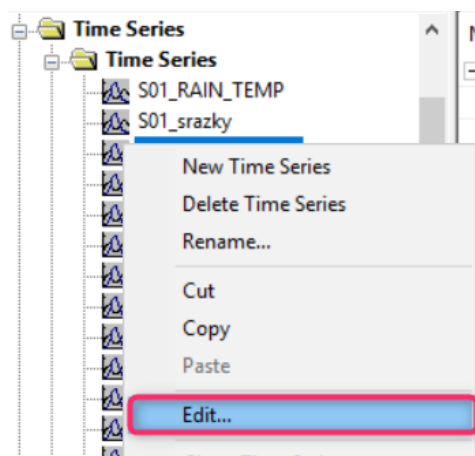 Time Series
Time Series
S01_RAIN_TEMP
S01_srazky
New Time Series
Delete Time Series
Rename...
Cut
Copy
Paste
Edit...